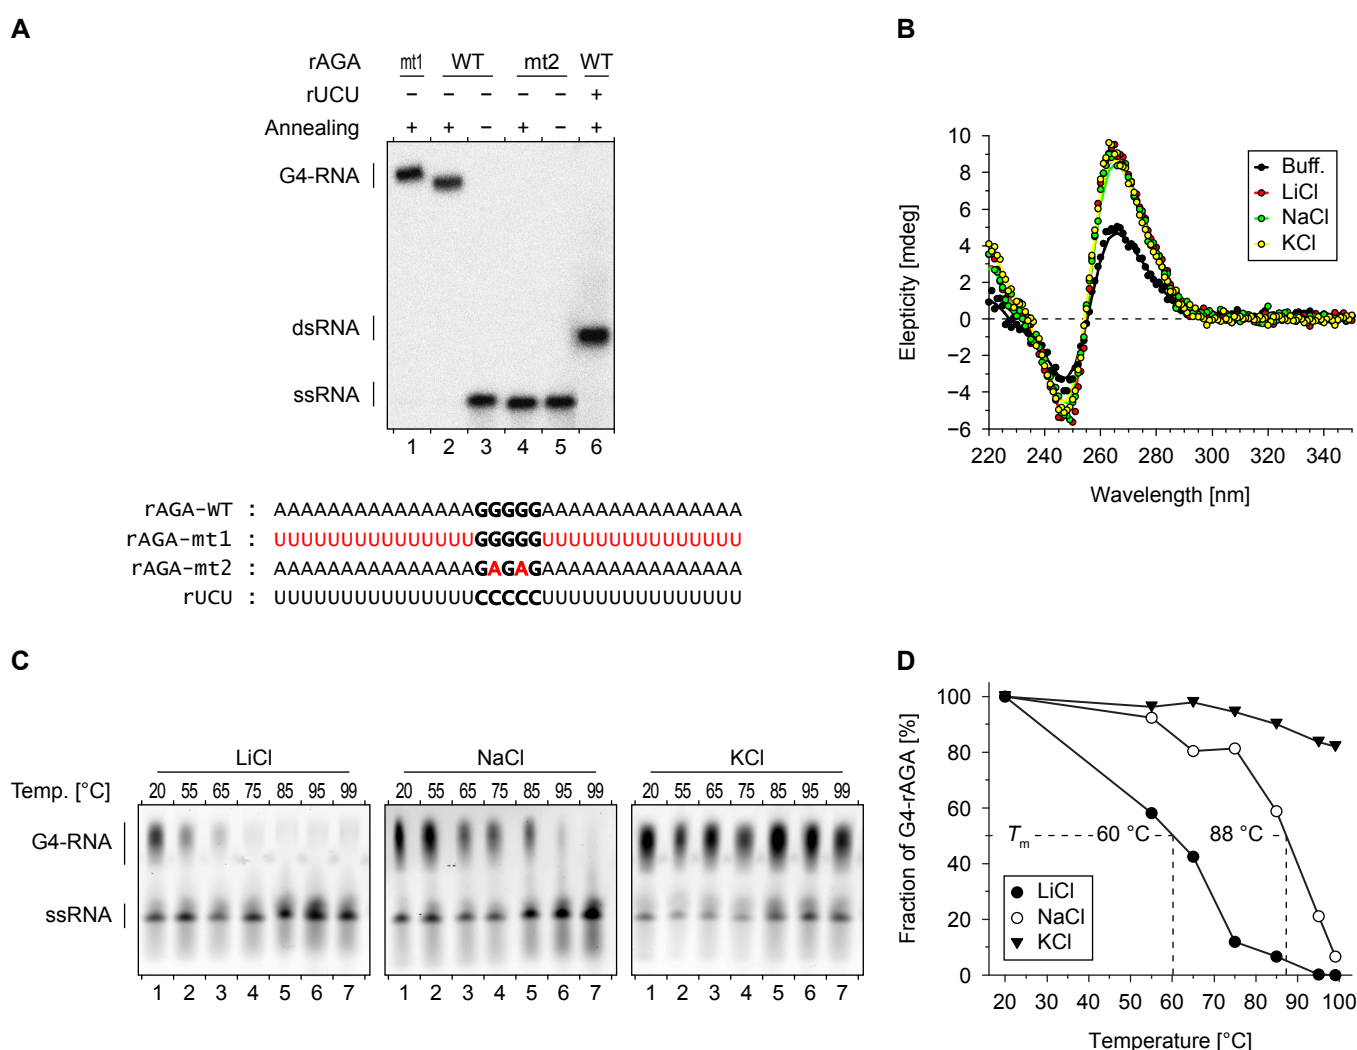 A
rAGA mt1 WT mt2 WT
rUCU − − − − − +
Annealing + + − + − +
G4-RNA
dsRNA
ssRNA
1 2 3 4 5 6
rAGA-WT : AAAAAAAAAAAAAAAGGGGGAAAAAAAAAAAAAAA
rAGA-mt1 : UUUUUUUUUUUUUUUGGGGGUUUUUUUUUUUUUUU
rAGA-mt2 : AAAAAAAAAAAAAAAGAGAGAAAAAAAAAAAAAAA
rUCU : UUUUUUUUUUUUUUUCCCCCUUUUUUUUUUUUUUU
B
Elepticity [mdeg]
10
8
6
4
2
0
−2
−4
−6
220 240 260 280 300 320 340
Wavelength [nm]
Buff.
LiCl
NaCl
KCl
C
LiCl NaCl KCl
Temp. [°C] 20 55 65 75 85 95 99 20 55 65 75 85 95 99 20 55 65 75 85 95 99
G4-RNA
ssRNA
1 2 3 4 5 6 7 1 2 3 4 5 6 7 1 2 3 4 5 6 7
D
Fraction of G4-rAGA [%]
100
80
60
40
20
0
Tm 60 °C 88 °C
LiCl
NaCl
KCl
20 30 40 50 60 70 80 90 100
Temperature [°C]